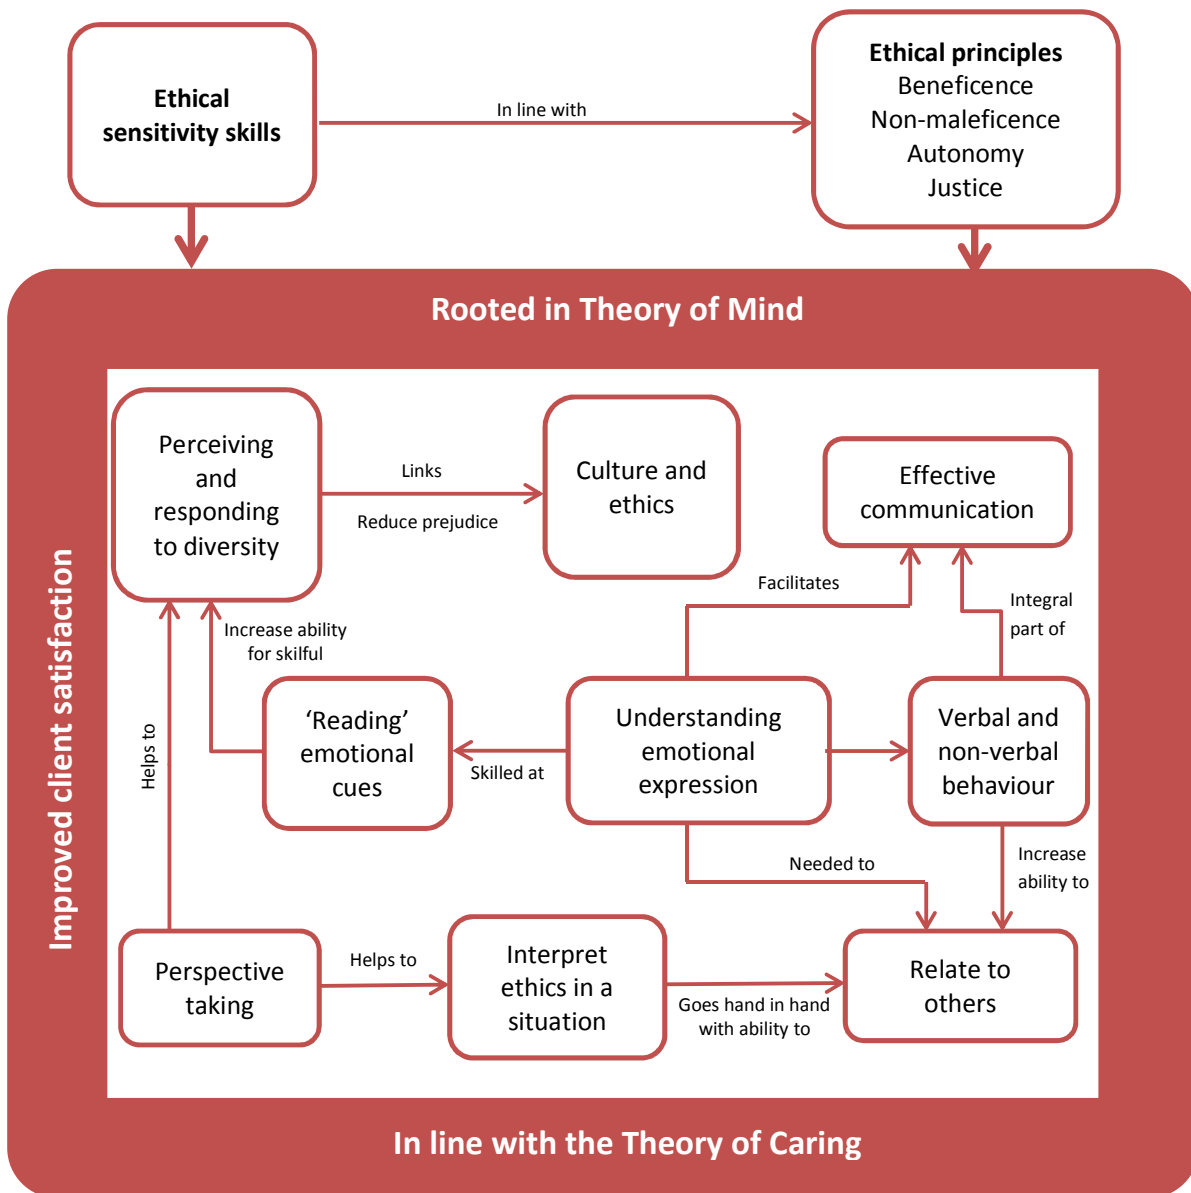 Ethical
sensitivity skills
In line with
Ethical principles
Beneficence
Non-maleficence
Autonomy
Justice
Rooted in Theory of Mind
Improved client satisfaction
Perceiving
and
responding
to diversity
Links
Reduce prejudice
Culture and
ethics
Effective
communication
Facilitates
Integral
part of
Increase ability
for skilful
Helps to
‘Reading’
emotional
cues
Skilled at
Understanding
emotional
expression
Verbal and
non-verbal
behaviour
Needed to
Increase
ability to
Perspective
taking
Helps to
Interpret
ethics in a
situation
Goes hand in hand
with ability to
Relate to
others
In line with the Theory of Caring